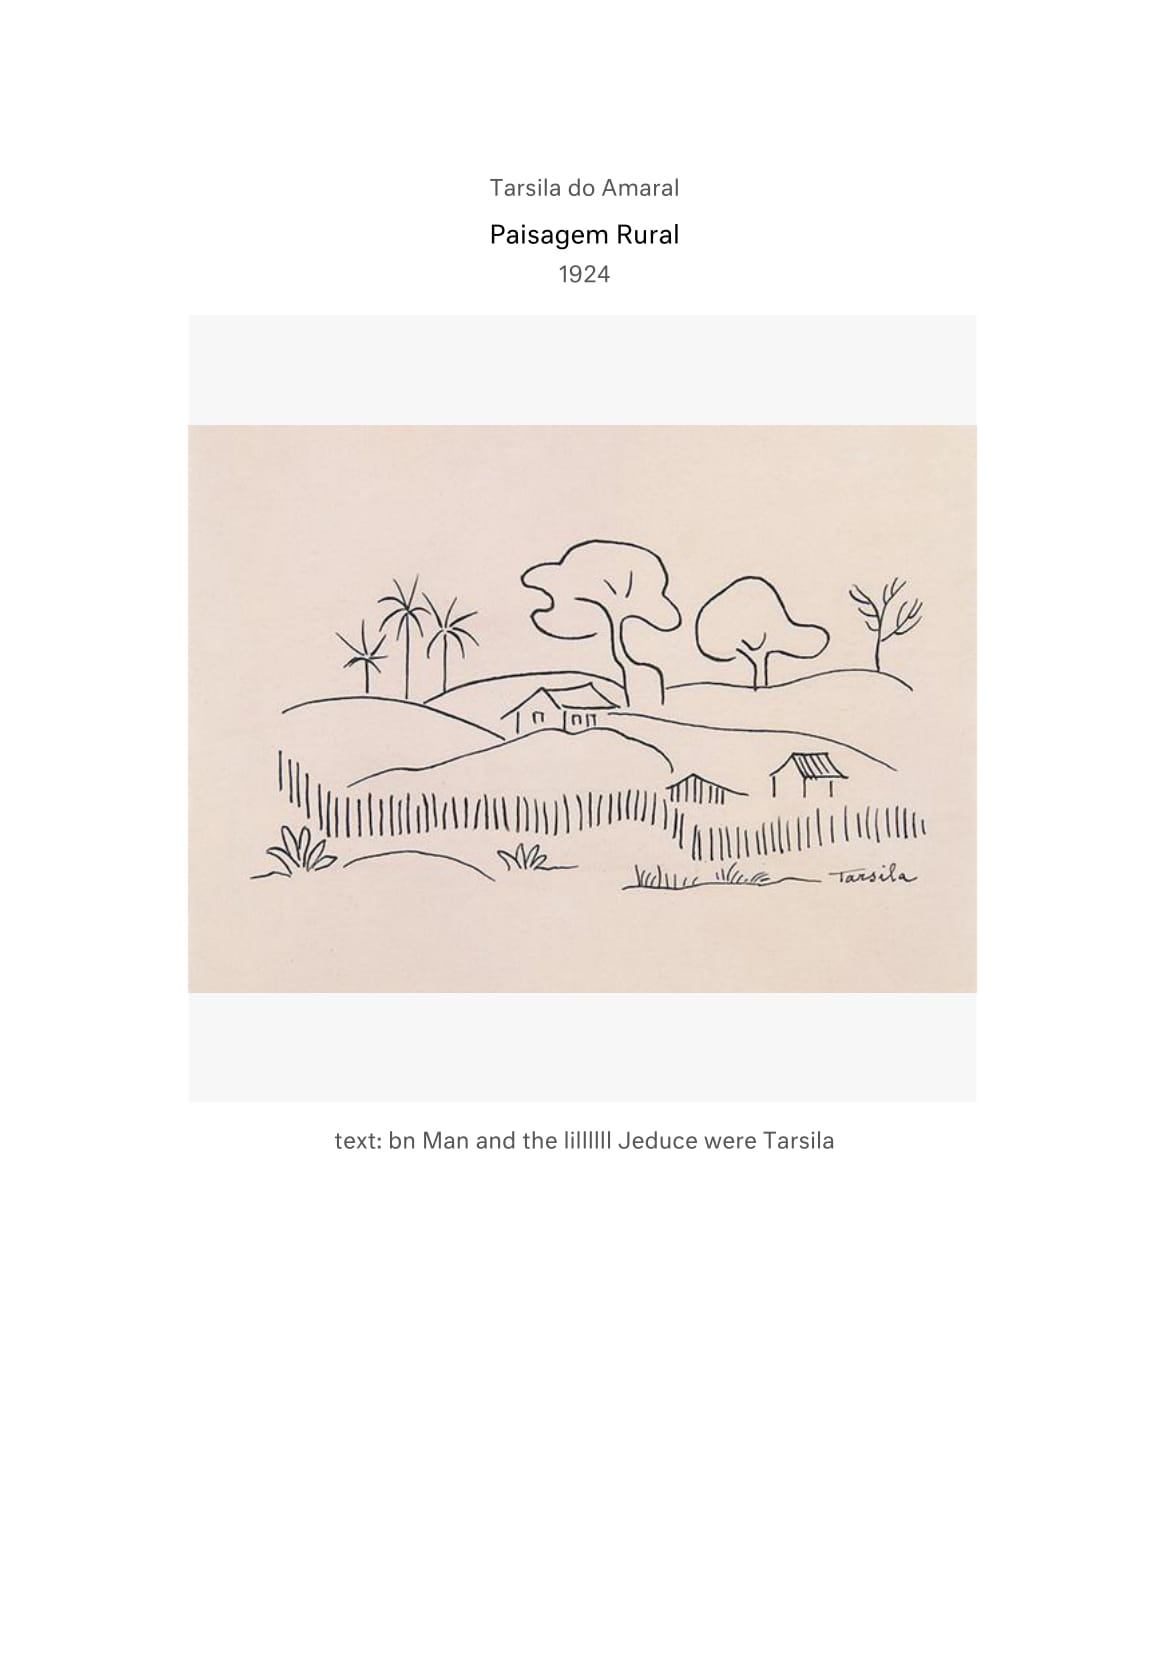 Tarsila do Amaral
Paisagem Rural
1924
Tarsila
text: bn Man and the lillllll Jeduce were Tarsila